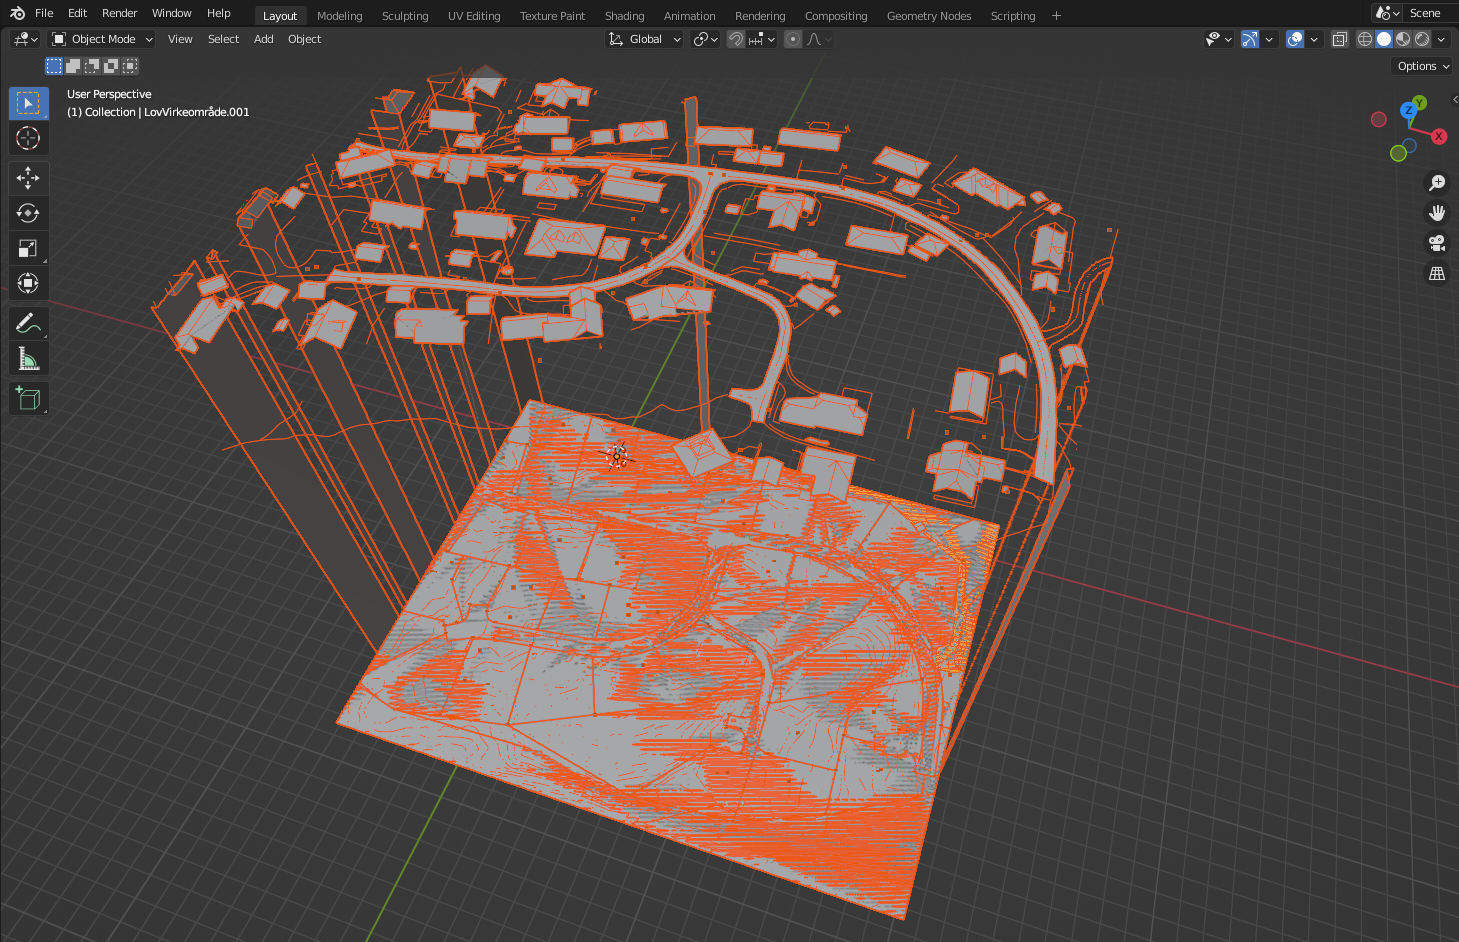 File Edit Render Window Help Layout Modeling Sculpting UV Editing Texture Paint Shading Animation Rendering Compositing Geometry Nodes Scripting + Scene
Object Mode View Select Add Object Global
Options
User Perspective
(1) Collection | LovVirkeområde.001
Y
Z
X